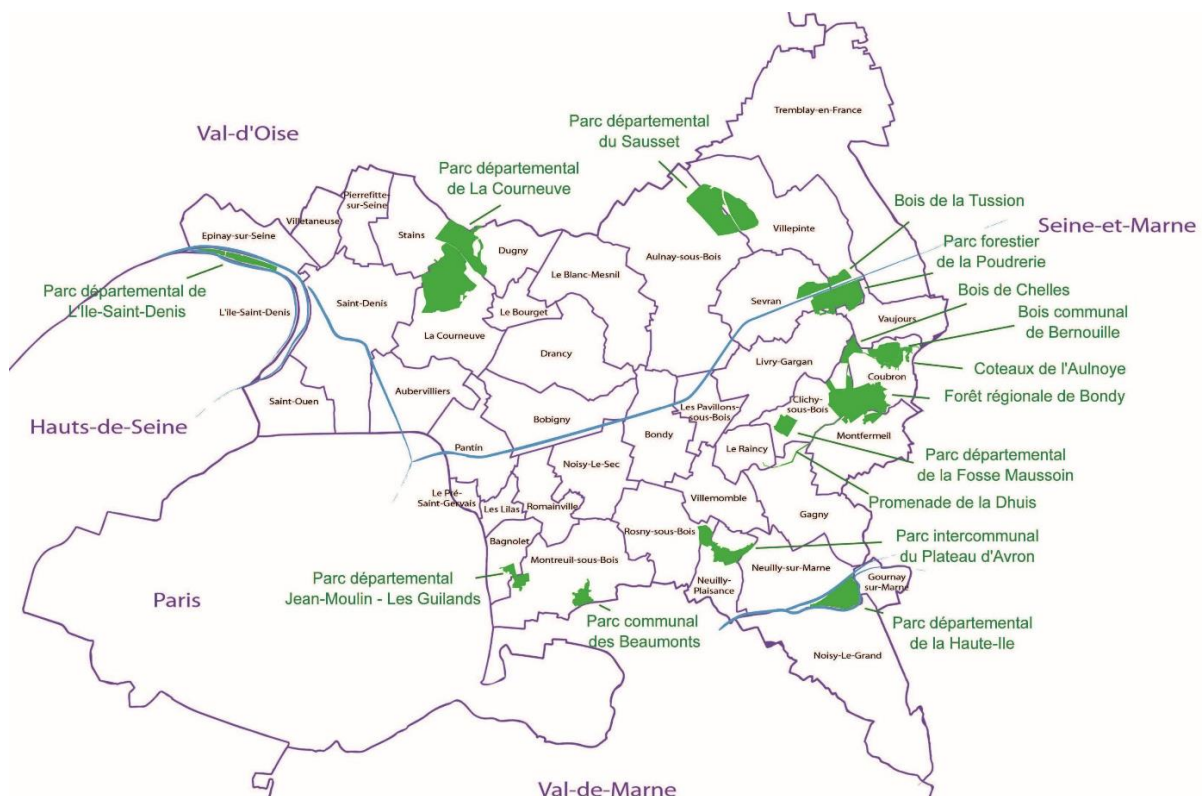 Tremblay-en-France
Parc départemental
du Sausset
Val-d'Oise
Parc départemental
de La Courneuve
Pierrefitte-
sur-Seine
Villetaneuse
Bois de la Tussion
Epinay-sur-Seine
Stains
Dugny
Villepinte
Seine-et-Marne
Parc forestier
de la Poudrerie
Aulnay-sous-Bois
Le Blanc-Mesnil
Parc départemental de
L'Ile-Saint-Denis
L'île-Saint-Denis
Saint-Denis
Le Bourget
Sevran
Bois de Chelles
Vaujours
Bois communal
de Bernouille
La Courneuve
Drancy
Livry-Gargan
Coubron
Coteaux de l'Aulnoye
Aubervilliers
Saint-Ouen
Clichy-
sous-Bois
Forêt régionale de Bondy
Les Pavillons-
sous-Bois
Bobigny
Hauts-de-Seine
Bondy
Montfermeil
Pantin
Le Raincy
Parc départemental
de la Fosse Maussoin
Noisy-Le-Sec
Le Pré-
Saint-Gervais
Les Lilas
Romainville
Villemomble
Promenade de la Dhuis
Gagny
Rosny-sous-Bois
Bagnolet
Montreuil-sous-Bois
Parc intercommunal
du Plateau d'Avron
Neuilly-sur-Marne
Parc départemental
Jean-Moulin - Les Guilands
Neuilly-
Plaisance
Gournay
sur-Marne
Paris
Parc communal
des Beaumonts
Parc départemental
de la Haute-Ile
Noisy-Le-Grand
Val-de-Marne